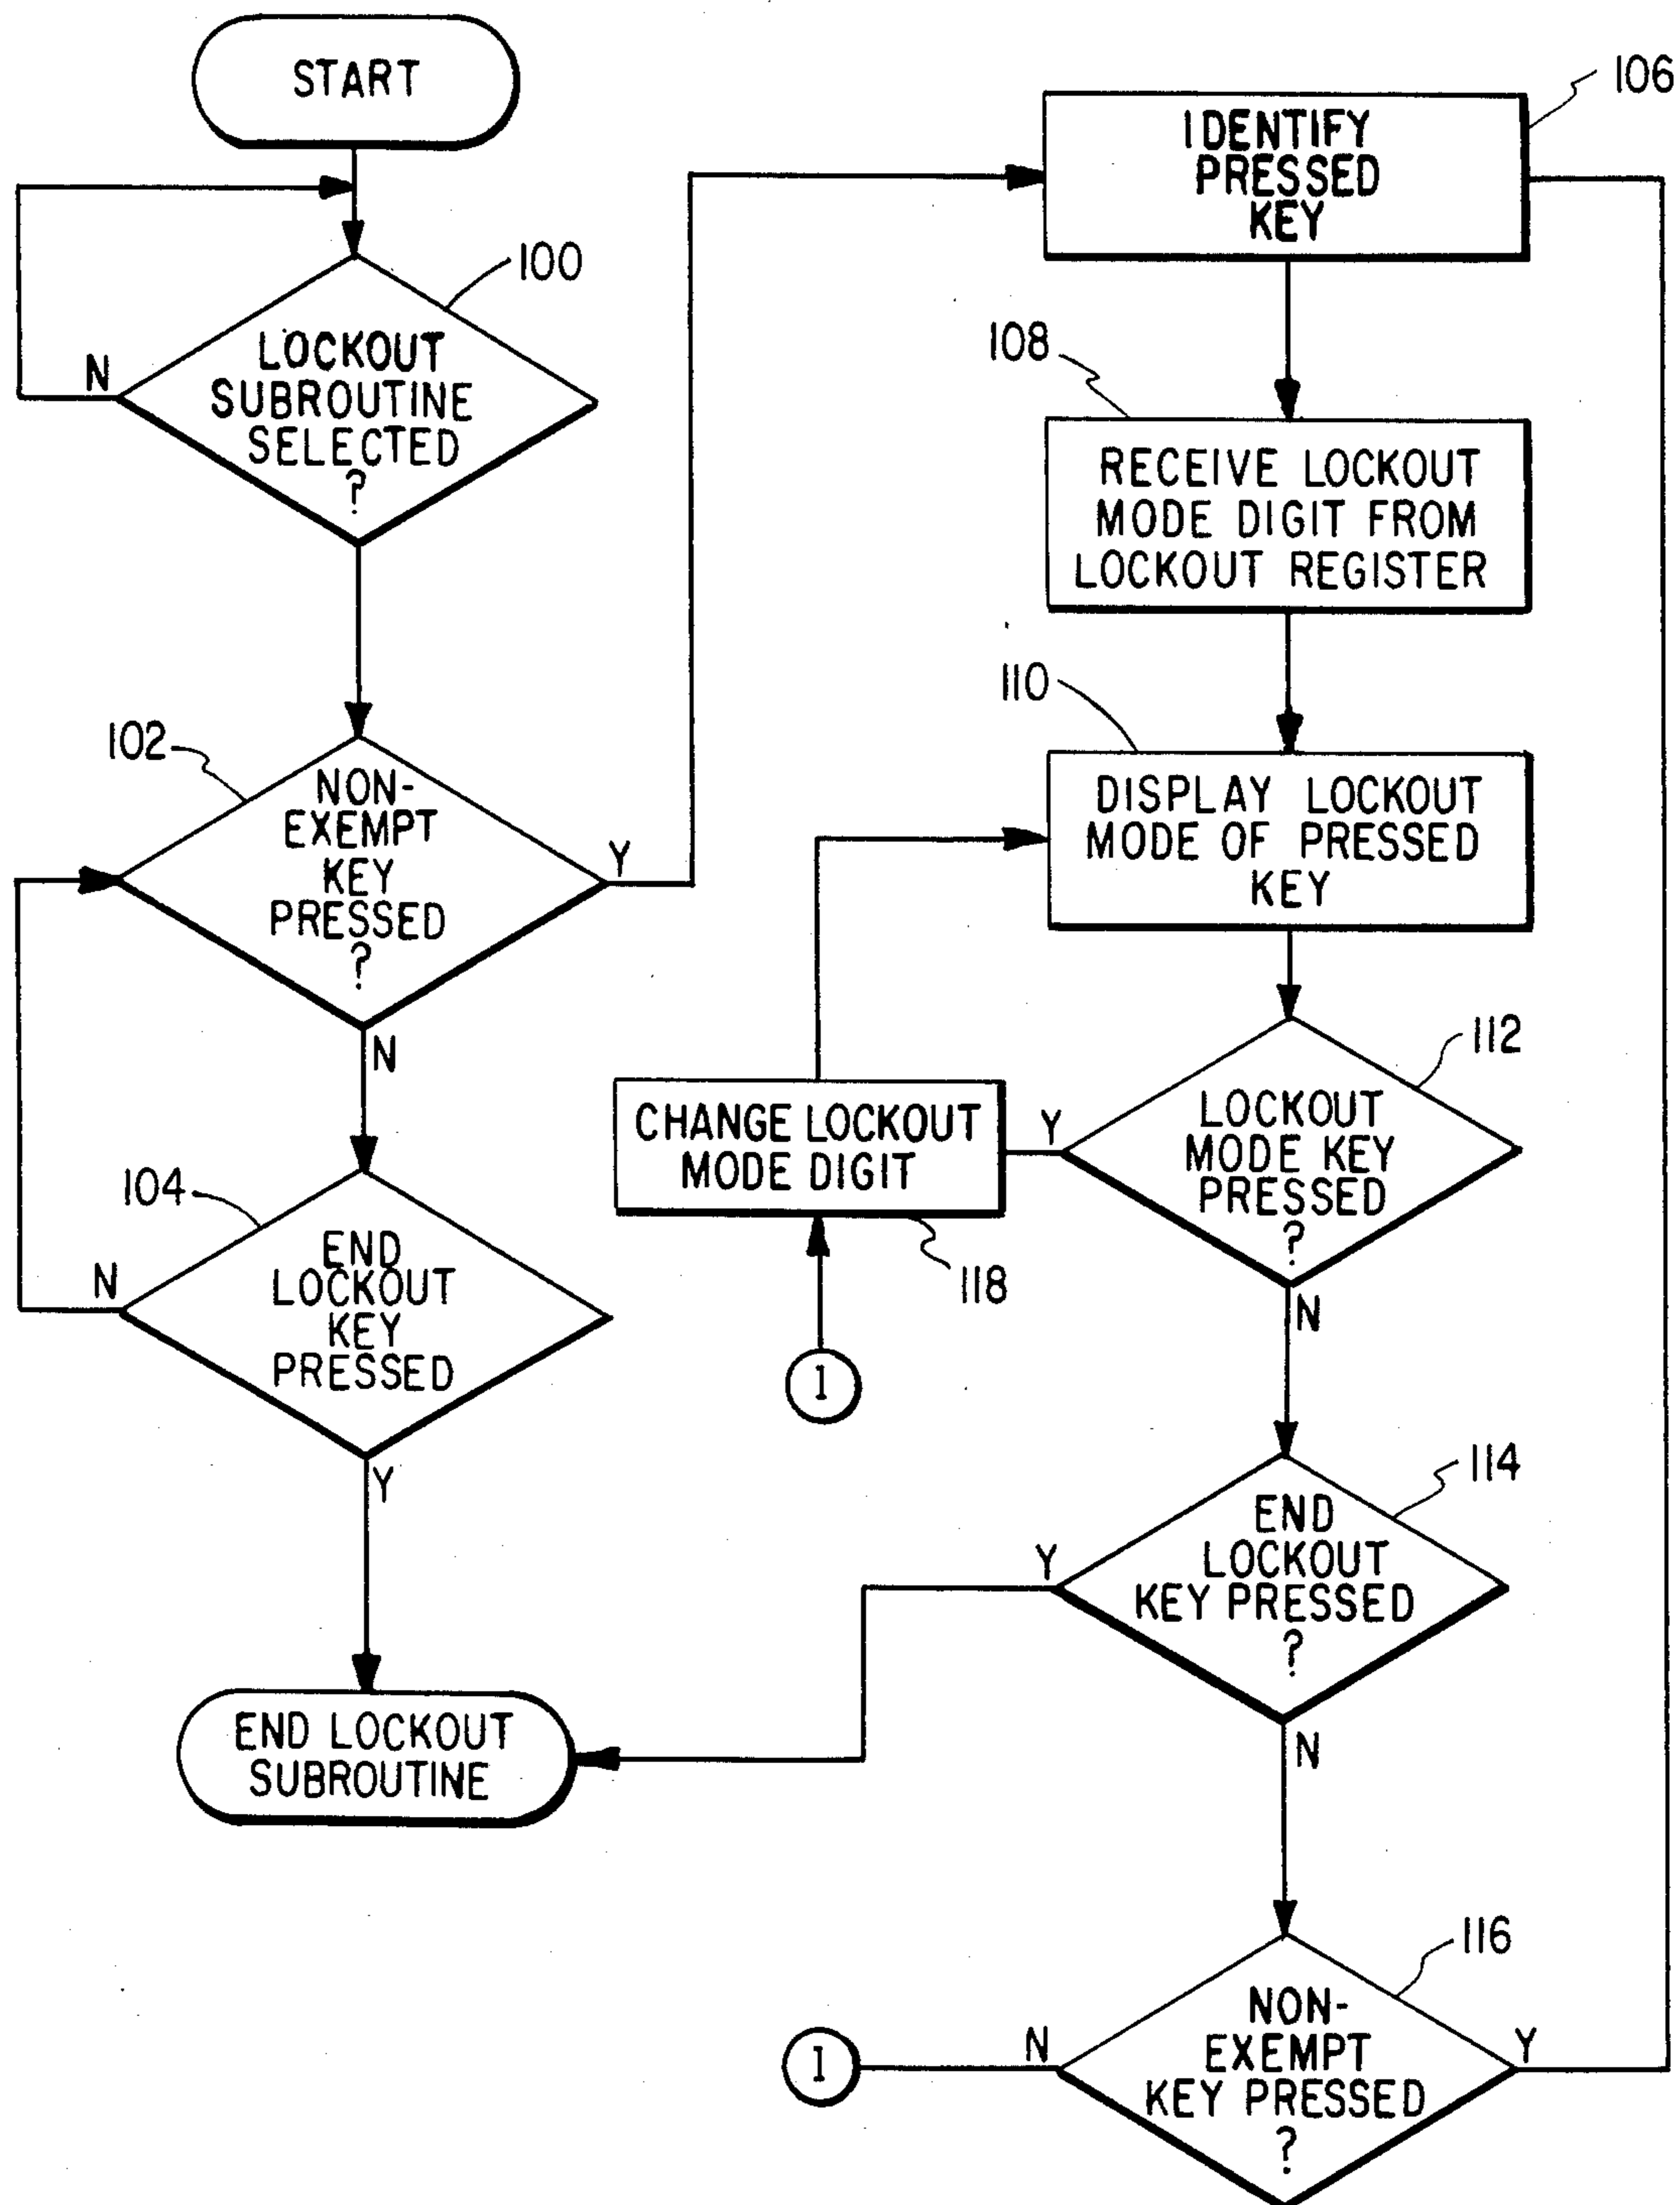 START
100
N
LOCKOUT
SUBROUTINE
SELECTED
?
102
NON-
EXEMPT
KEY
PRESSED
?
Y
N
104
END
LOCKOUT
KEY
PRESSED
N
Y
END LOCKOUT
SUBROUTINE
106
IDENTIFY
PRESSED
KEY
108
RECEIVE LOCKOUT
MODE DIGIT FROM
LOCKOUT REGISTER
110
DISPLAY LOCKOUT
MODE OF PRESSED
KEY
112
LOCKOUT
MODE KEY
PRESSED
?
Y
N
CHANGE LOCKOUT
MODE DIGIT
118
1
114
END
LOCKOUT
KEY PRESSED
?
Y
N
116
NON-
EXEMPT
KEY PRESSED
?
N
Y
1